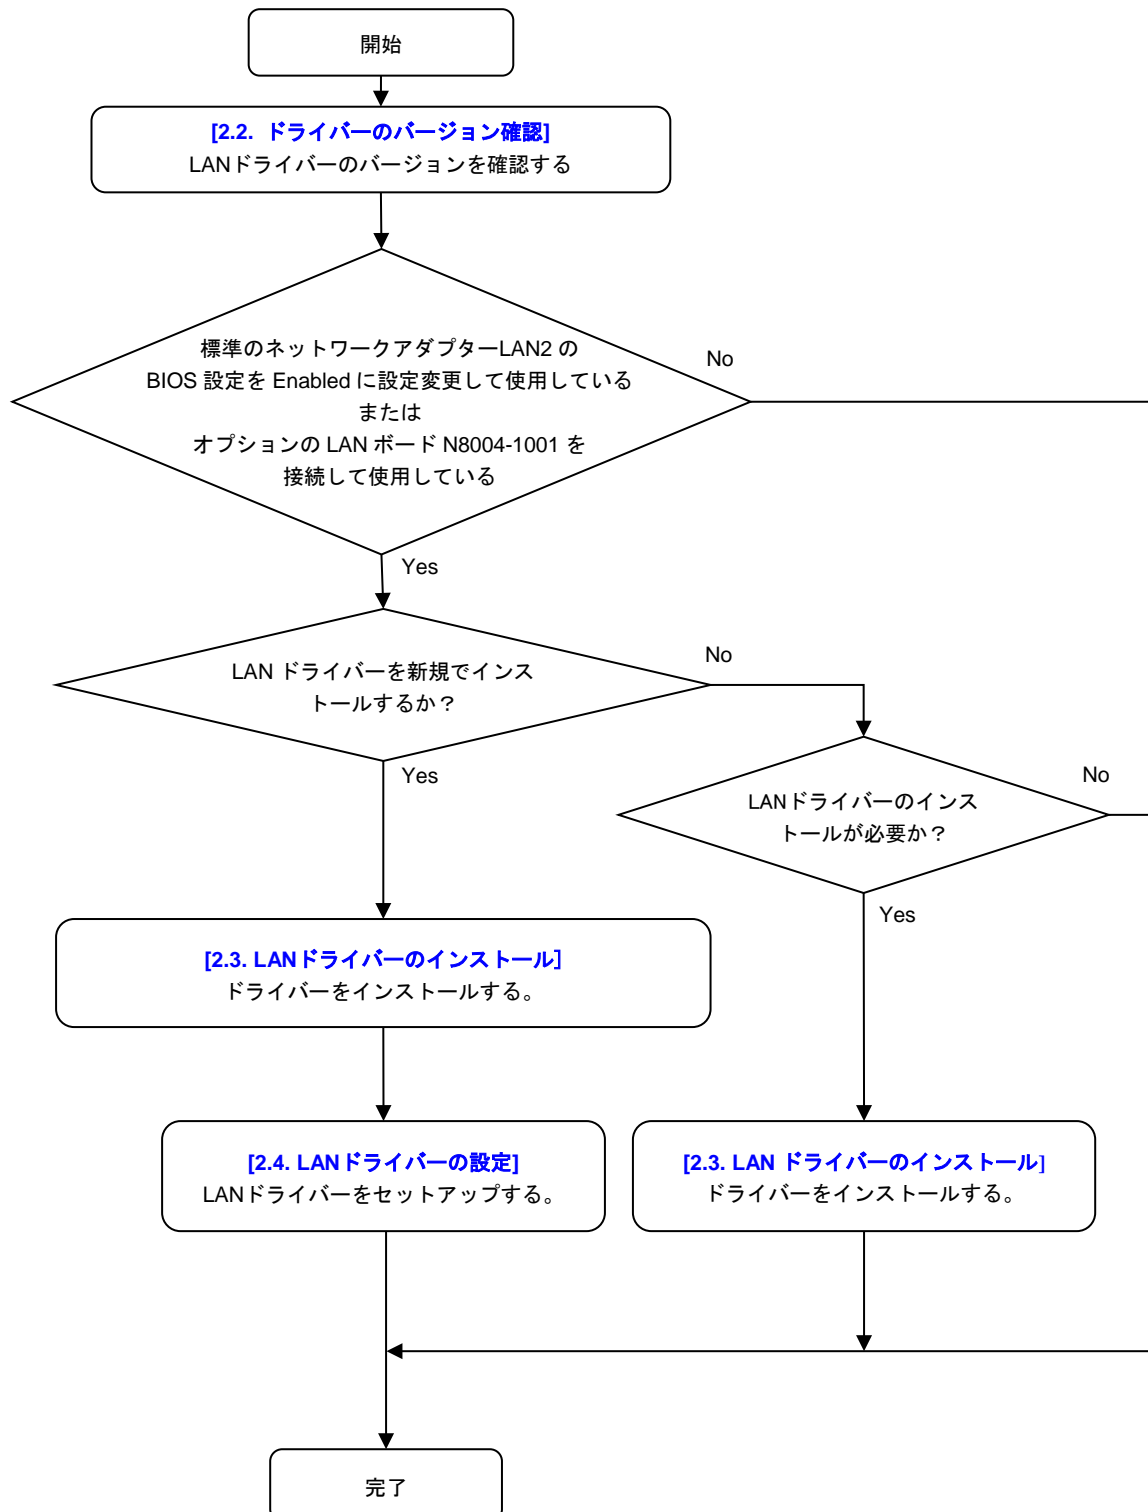 開始
[2.2. ドライバーのバージョン確認]
LANドライバーのバージョンを確認する
標準のネットワークアダプターLAN2 の
BIOS 設定を Enabled に設定変更して使用している
または
オプションの LAN ボード N8004-1001 を
接続して使用している
No
Yes
LAN ドライバーを新規でインス
トールするか？
No
Yes
LANドライバーのインス
トールが必要か？
No
Yes
[2.3. LANドライバーのインストール]
ドライバーをインストールする。
[2.4. LANドライバーの設定]
LANドライバーをセットアップする。
[2.3. LAN ドライバーのインストール]
ドライバーをインストールする。
完了